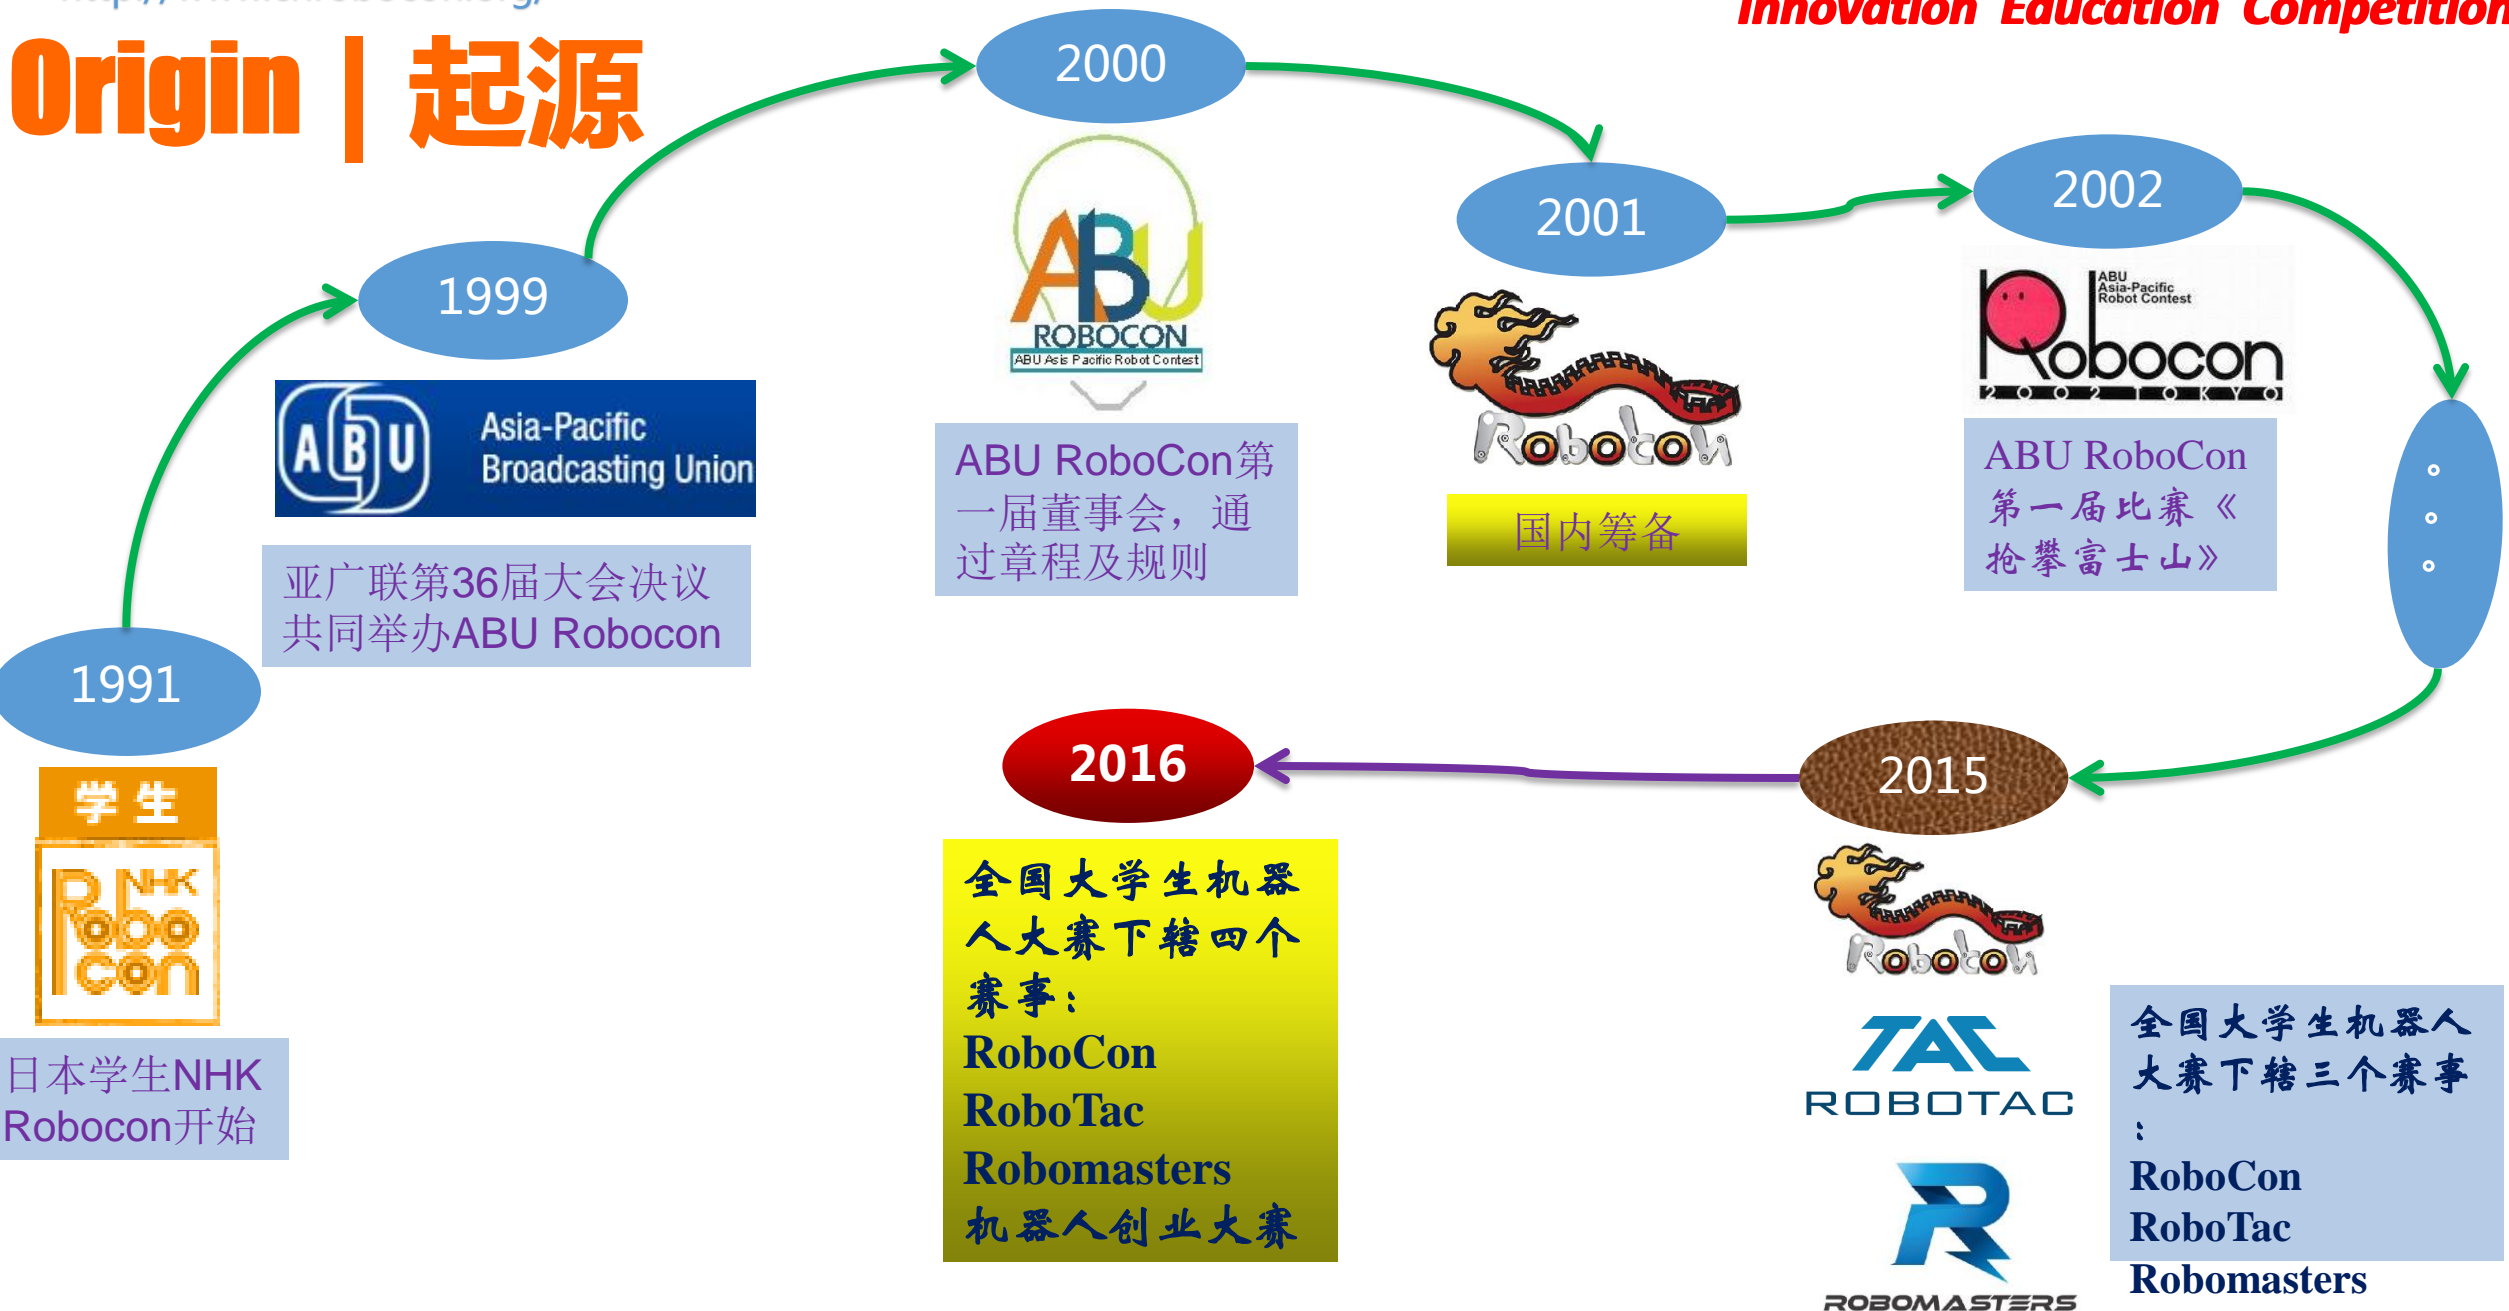 Innovation Education Competition
Origin | 起源
2000
2001
2002
1999
1991
ABU
Asia-Pacific
Broadcasting Union
亚广联第36届大会决议
共同举办ABU Robocon
ABU
ROBOCON
ABU Asis Pacific Robot Contest
ABU RoboCon第
一届董事会，通
过章程及规则
Robocon
国内筹备
ABU
Asia-Pacific
Robot Contest
Robocon
2002 TOKYO
ABU RoboCon
第一届比赛《
抢攀富士山》
。
。
。
学生
NHK
Robo
con
日本学生NHK
Robocon开始
2016
全国大学生机器
人大赛下辖四个
赛事：
RoboCon
RoboTac
Robomasters
机器人创业大赛
2015
Robocon
TAC
ROBOTAC
R
ROBOMASTERS
全国大学生机器人
大赛下辖三个赛事
：
RoboCon
RoboTac
Robomasters